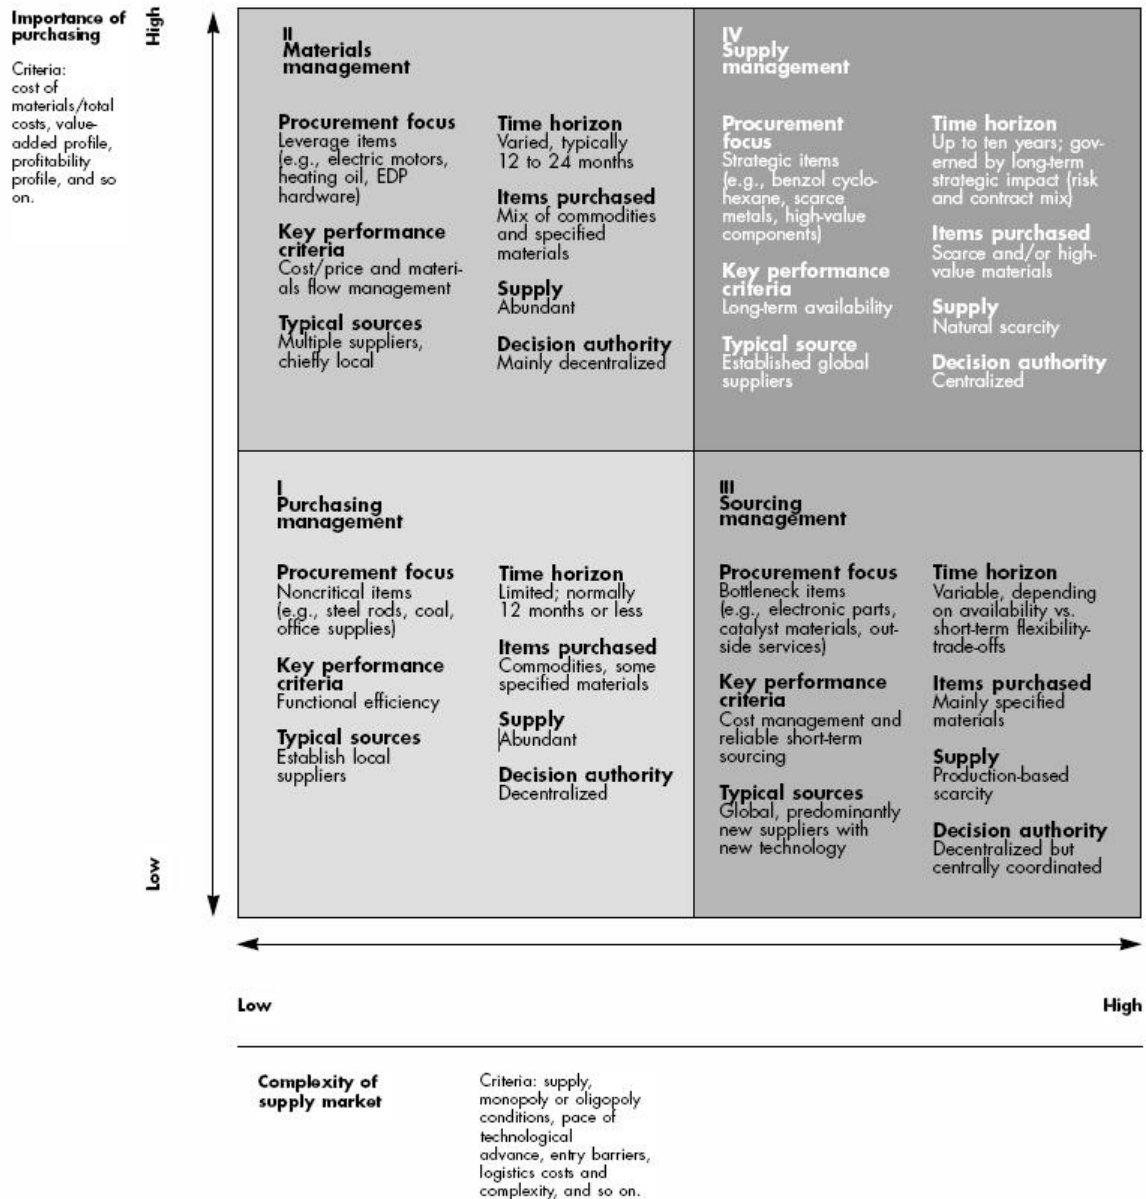 Importance of
purchasing
Criteria:
cost of
materials/total
costs, value-
added profile,
profitability
profile, and so
on.
High
Low
II
Materials
management
Procurement focus
Leverage items
(e.g., electric motors,
heating oil, EDP
hardware)
Key performance
criteria
Cost/price and materi-
als flow management
Typical sources
Multiple suppliers,
chiefly local
Time horizon
Varied, typically
12 to 24 months
Items purchased
Mix of commodities
and specified
materials
Supply
Abundant
Decision authority
Mainly decentralized
IV
Supply
management
Procurement
focus
Strategic items
(e.g., benzol cyclo-
hexane, scarce
metals, high-value
components)
Key performance
criteria
Long-term availability
Typical source
Established global
suppliers
Time horizon
Up to ten years; gov-
erned by long-term
strategic impact (risk
and contract mix)
Items purchased
Scarce and/or high-
value materials
Supply
Natural scarcity
Decision authority
Centralized
I
Purchasing
management
Procurement focus
Noncritical items
(e.g., steel rods, coal,
office supplies)
Key performance
criteria
Functional efficiency
Typical sources
Establish local
suppliers
Time horizon
Limited; normally
12 months or less
Items purchased
Commodities, some
specified materials
Supply
Abundant
Decision authority
Decentralized
III
Sourcing
management
Procurement focus
Bottleneck items
(e.g., electronic parts,
catalyst materials, out-
side services)
Key performance
criteria
Cost management and
reliable short-term
sourcing
Typical sources
Global, predominantly
new suppliers with
new technology
Time horizon
Variable, depending
on availability vs.
short-term flexibility-
trade-offs
Items purchased
Mainly specified
materials
Supply
Production-based
scarcity
Decision authority
Decentralized but
centrally coordinated
Low
High
Complexity of
supply market
Criteria: supply,
monopoly or oligopoly
conditions, pace of
technological
advance, entry barriers,
logistics costs and
complexity, and so on.